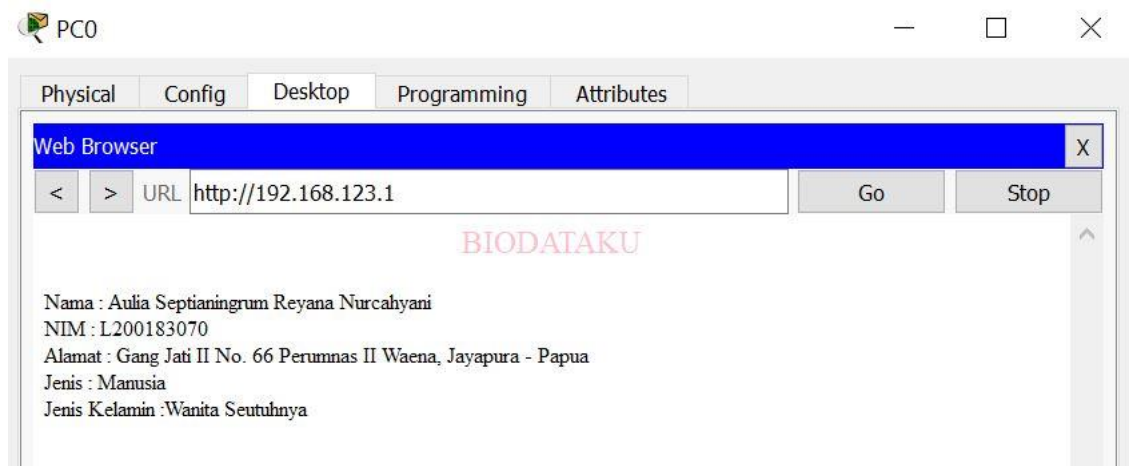 PC0
Physical Config Desktop Programming Attributes
Web Browser X
< > URL http://192.168.123.1 Go Stop
BIODATAKU
Nama : Aulia Septianingrum Reyana Nurcahyani
NIM : L200183070
Alamat : Gang Jati II No. 66 Perumnas II Waena, Jayapura - Papua
Jenis : Manusia
Jenis Kelamin :Wanita Seutuhnya